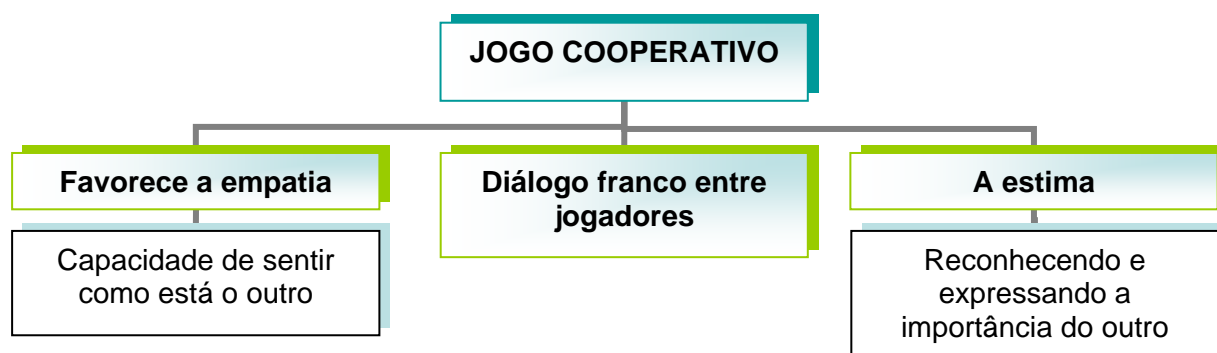 JOGO COOPERATIVO
Favorece a empatia
Diálogo franco entre
jogadores
A estima
Capacidade de sentir
como está o outro
Reconhecendo e
expressando a
importância do outro